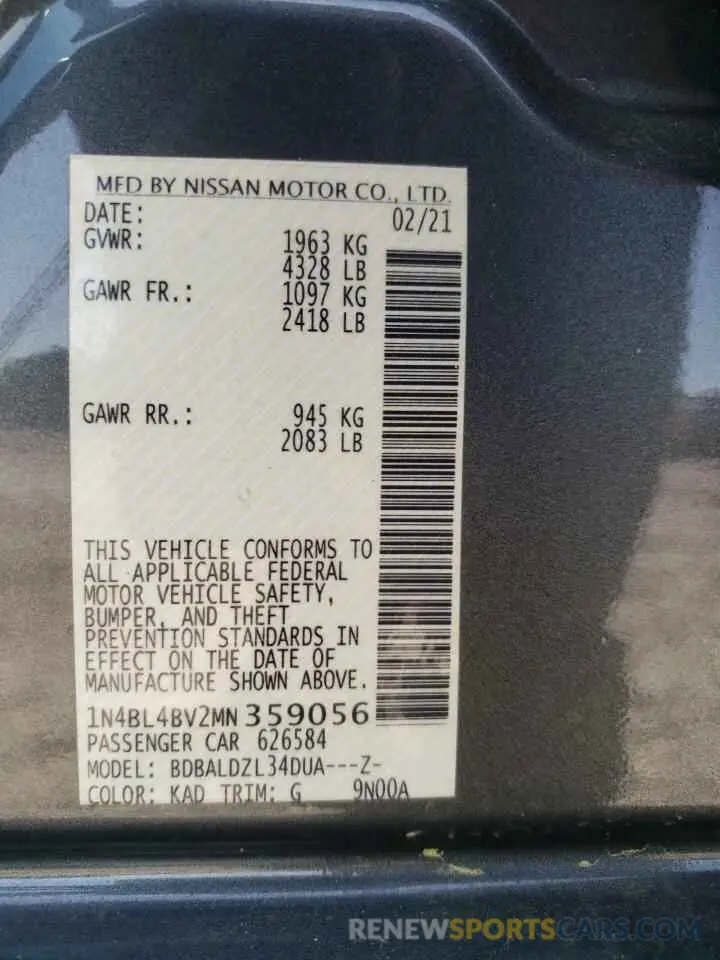 MFD BY NISSAN MOTOR CO., LTD.
DATE: 02/21
GVWR: 1963 KG
4328 LB
GAWR FR.: 1097 KG
2418 LB
GAWR RR.: 945 KG
2083 LB
THIS VEHICLE CONFORMS TO
ALL APPLICABLE FEDERAL
MOTOR VEHICLE SAFETY,
BUMPER, AND THEFT
PREVENTION STANDARDS IN
EFFECT ON THE DATE OF
MANUFACTURE SHOWN ABOVE.
1N4BL4BV2MN359056
PASSENGER CAR 626584
MODEL: BDBALDZL34DUA---Z-
COLOR: KAD TRIM: G 9N00A
RENEWSPORTSCARS.COM